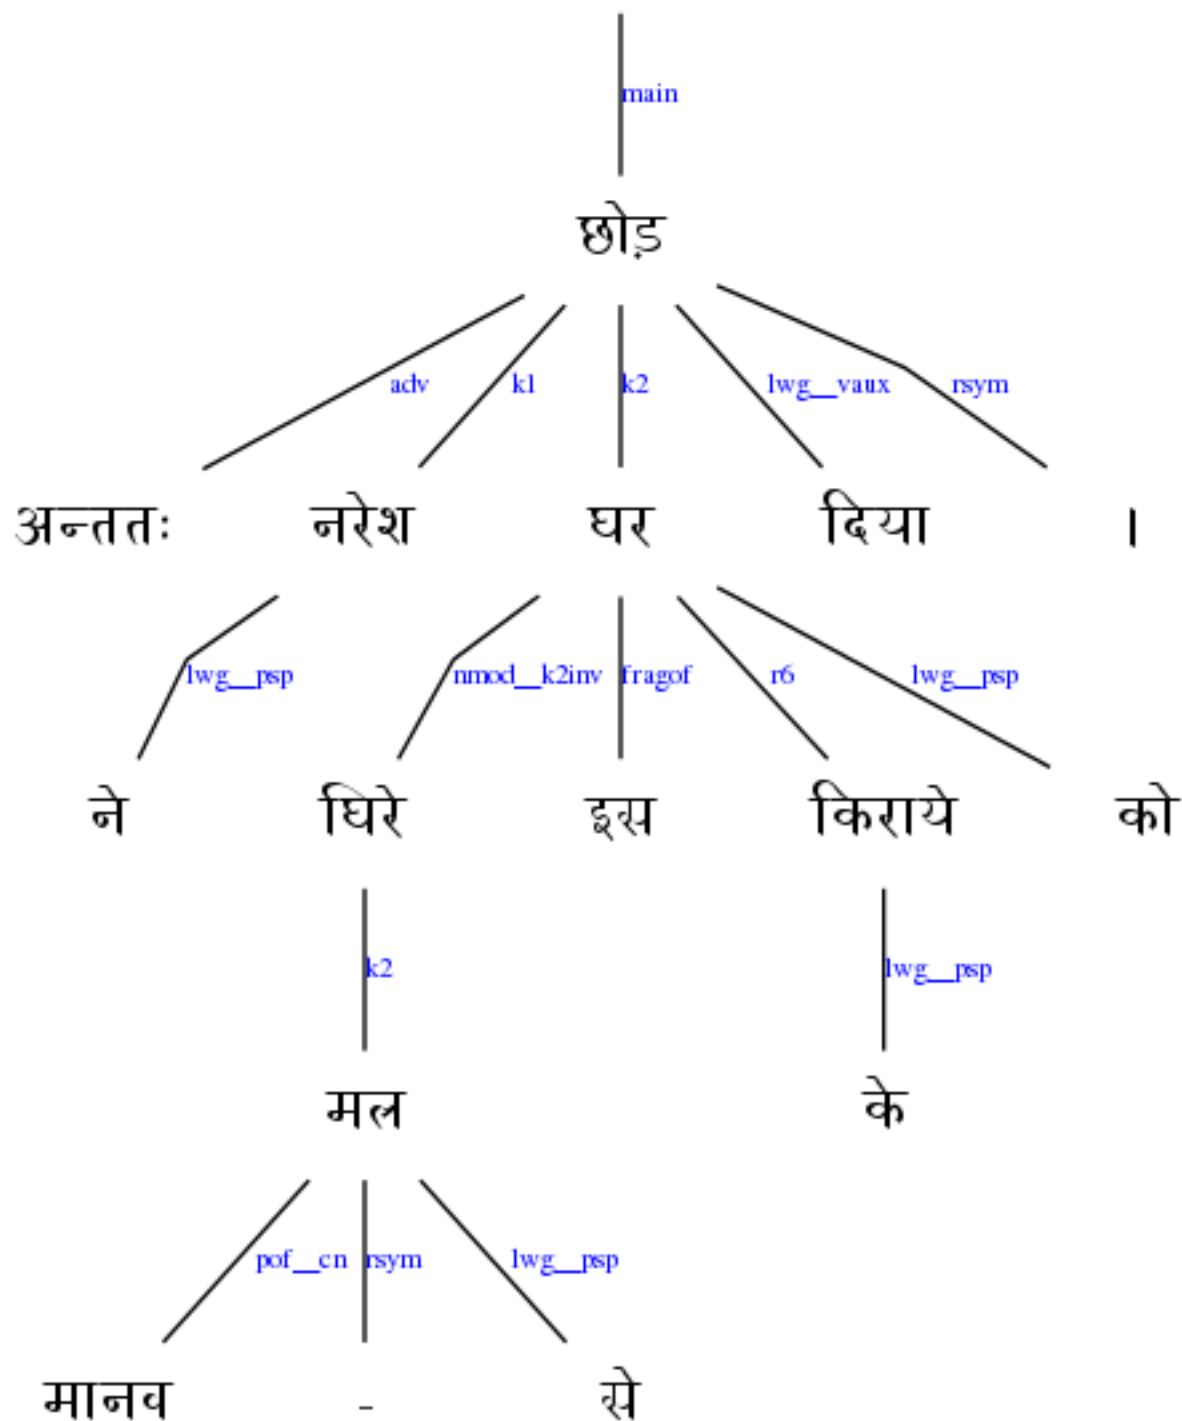 main
छोड़
adv k1 k2 lwg__vaux rsym
अन्ततः नरेश घर दिया ।
lwg__psp nmod__k2inv fragof r6 lwg__psp
ने घिरे इस किराये को
k2 lwg__psp
मल के
pof__cn rsym lwg__psp
मानव - से